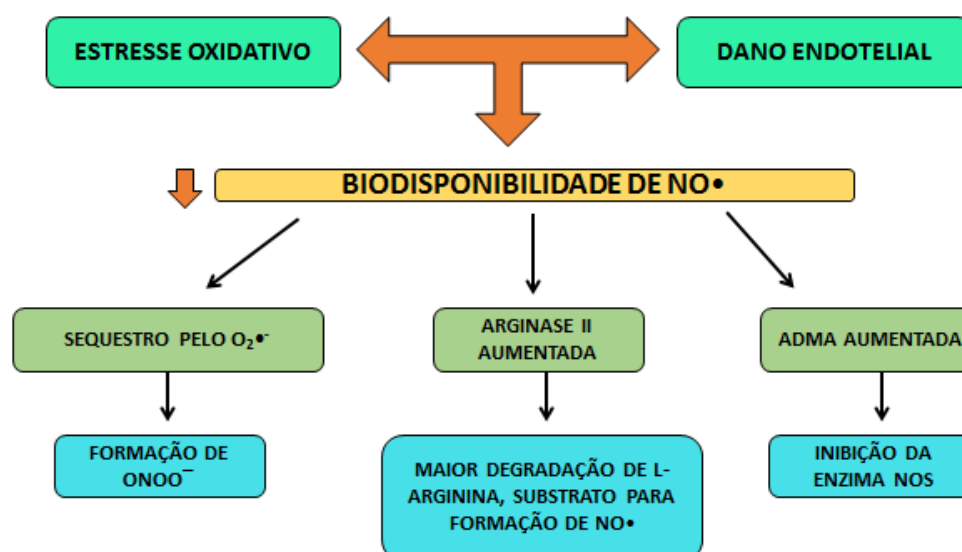 ESTRESSE OXIDATIVO
DANO ENDOTELIAL
BIODISPONIBILIDADE DE NO•
SEQUESTRO PELO O₂•⁻
ARGINASE II
AUMENTADA
ADMA AUMENTADA
FORMAÇÃO DE
ONOO⁻
MAIOR DEGRADAÇÃO DE L-
ARGININA, SUBSTRATO PARA
FORMAÇÃO DE NO•
INIBIÇÃO DA
ENZIMA NOS